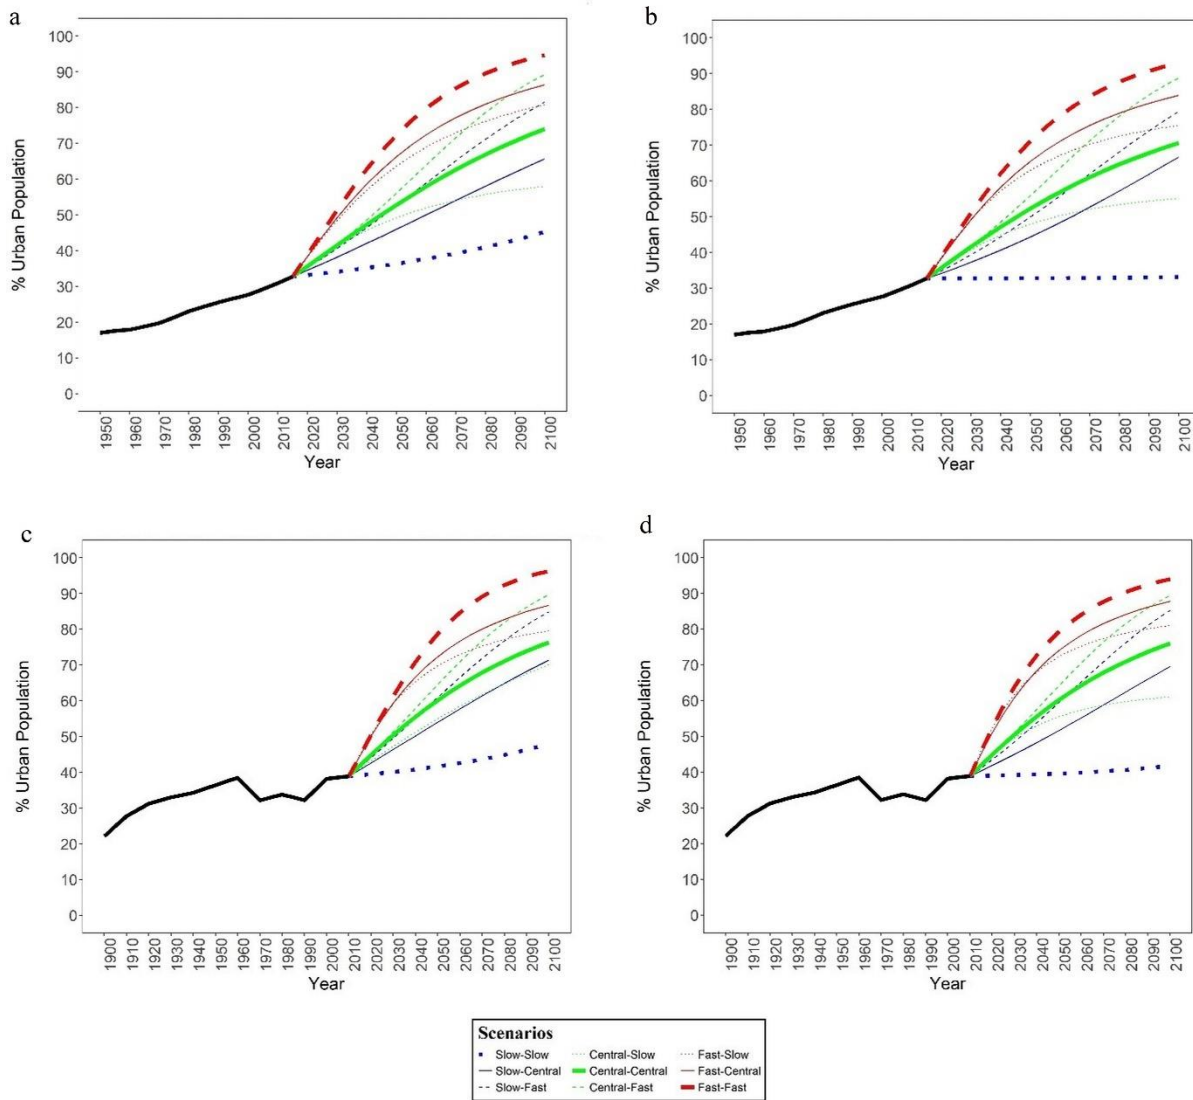 a
% Urban Population
100
90
80
70
60
50
40
30
20
10
0
1950 1960 1970 1980 1990 2000 2010 2020 2030 2040 2050 2060 2070 2080 2090 2100
Year
b
% Urban Population
100
90
80
70
60
50
40
30
20
10
0
1950 1960 1970 1980 1990 2000 2010 2020 2030 2040 2050 2060 2070 2080 2090 2100
Year
c
% Urban Population
100
90
80
70
60
50
40
30
20
10
0
1900 1910 1920 1930 1940 1950 1960 1970 1980 1990 2000 2010 2020 2030 2040 2050 2060 2070 2080 2090 2100
Year
d
% Urban Population
100
90
80
70
60
50
40
30
20
10
0
1900 1910 1920 1930 1940 1950 1960 1970 1980 1990 2000 2010 2020 2030 2040 2050 2060 2070 2080 2090 2100
Year
Scenarios
Slow-Slow Central-Slow Fast-Slow
Slow-Central Central-Central Fast-Central
Slow-Fast Central-Fast Fast-Fast